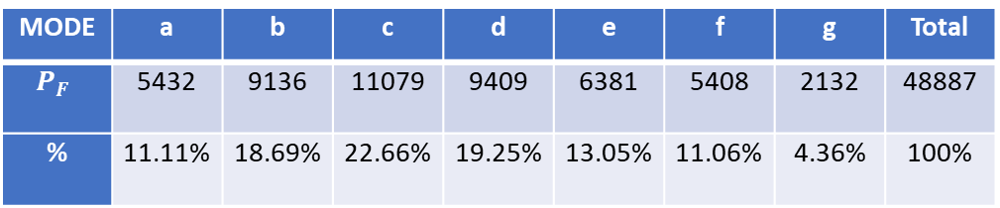 MODE a b c d e f g Total
P_F 5432 9136 11079 9409 6381 5408 2132 48887
% 11.11% 18.69% 22.66% 19.25% 13.05% 11.06% 4.36% 100%